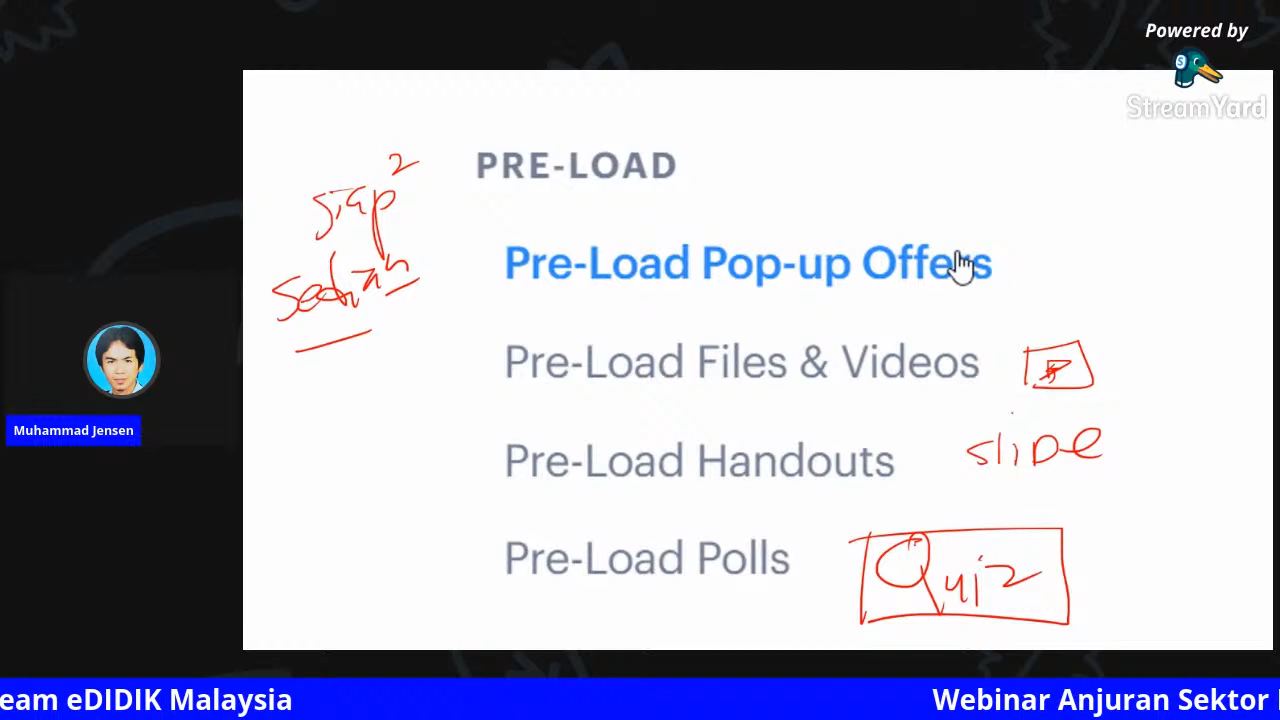 Powered by
StreamYard
PRE-LOAD
siap2
sediah
Pre-Load Pop-up Offers
Pre-Load Files & Videos
Pre-Load Handouts
slide
Pre-Load Polls
Quiz
Muhammad Jensen
eam eDIDIK Malaysia
Webinar Anjuran Sektor